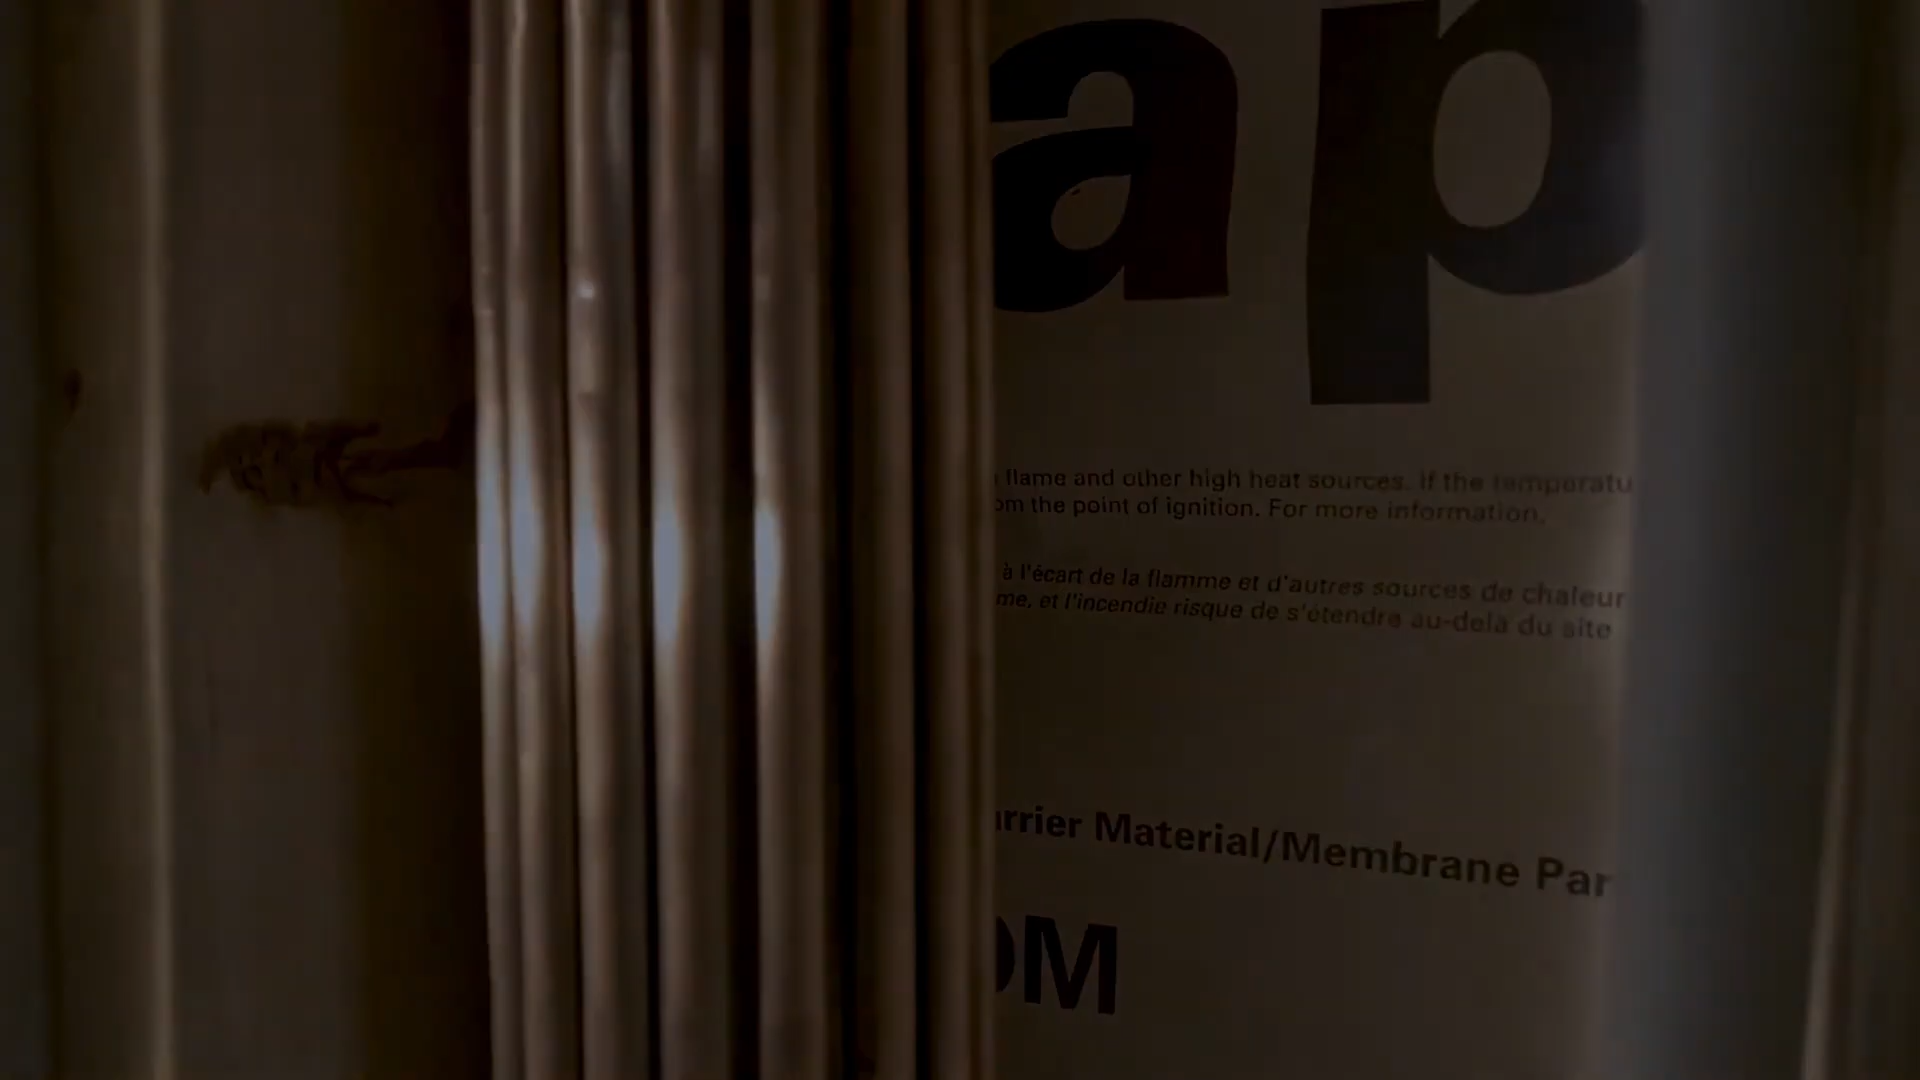 ap
flame and other high heat sources. If the temperatu
om the point of ignition. For more information,
à l'écart de la flamme et d'autres sources de chaleur
me, et l'incendie risque de s'étendre au-delà du site
rrier Material/Membrane Par
OM